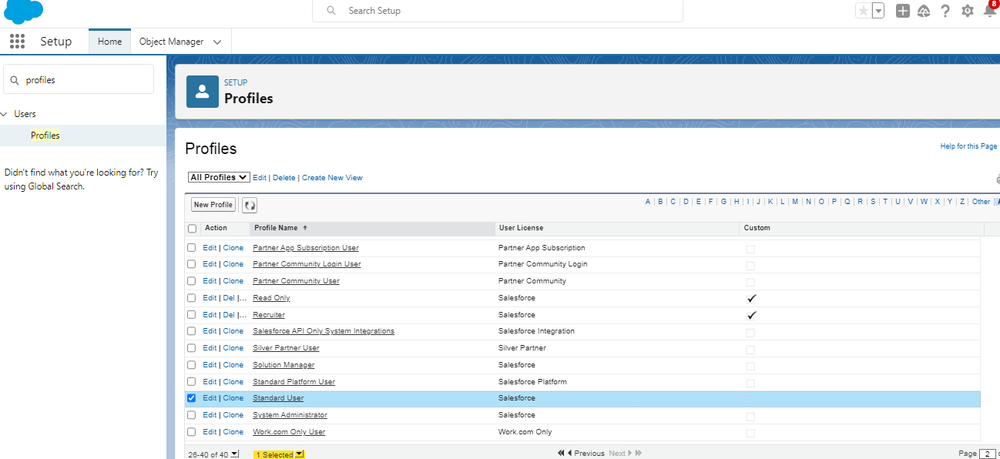 Search Setup
8
Setup Home Object Manager
profiles
Users
Profiles
Didn't find what you're looking for? Try
using Global Search.
SETUP
Profiles
Profiles
Help for this Page
All Profiles Edit | Delete | Create New View
New Profile
A | B | C | D | E | F | G | H | I | J | K | L | M | N | O | P | Q | R | S | T | U | V | W | X | Y | Z | Other
Action Profile Name User License Custom
Edit | Clone Partner App Subscription User Partner App Subscription
Edit | Clone Partner Community Login User Partner Community Login
Edit | Clone Partner Community User Partner Community
Edit | Del |... Read Only Salesforce
Edit | Del |... Recruiter Salesforce
Edit | Clone Salesforce API Only System Integrations Salesforce Integration
Edit | Clone Silver Partner User Silver Partner
Edit | Clone Solution Manager Salesforce
Edit | Clone Standard Platform User Salesforce Platform
Edit | Clone Standard User Salesforce
Edit | Clone System Administrator Salesforce
Edit | Clone Work.com Only User Work.com Only
26-40 of 40 1 Selected Previous Next Page 2